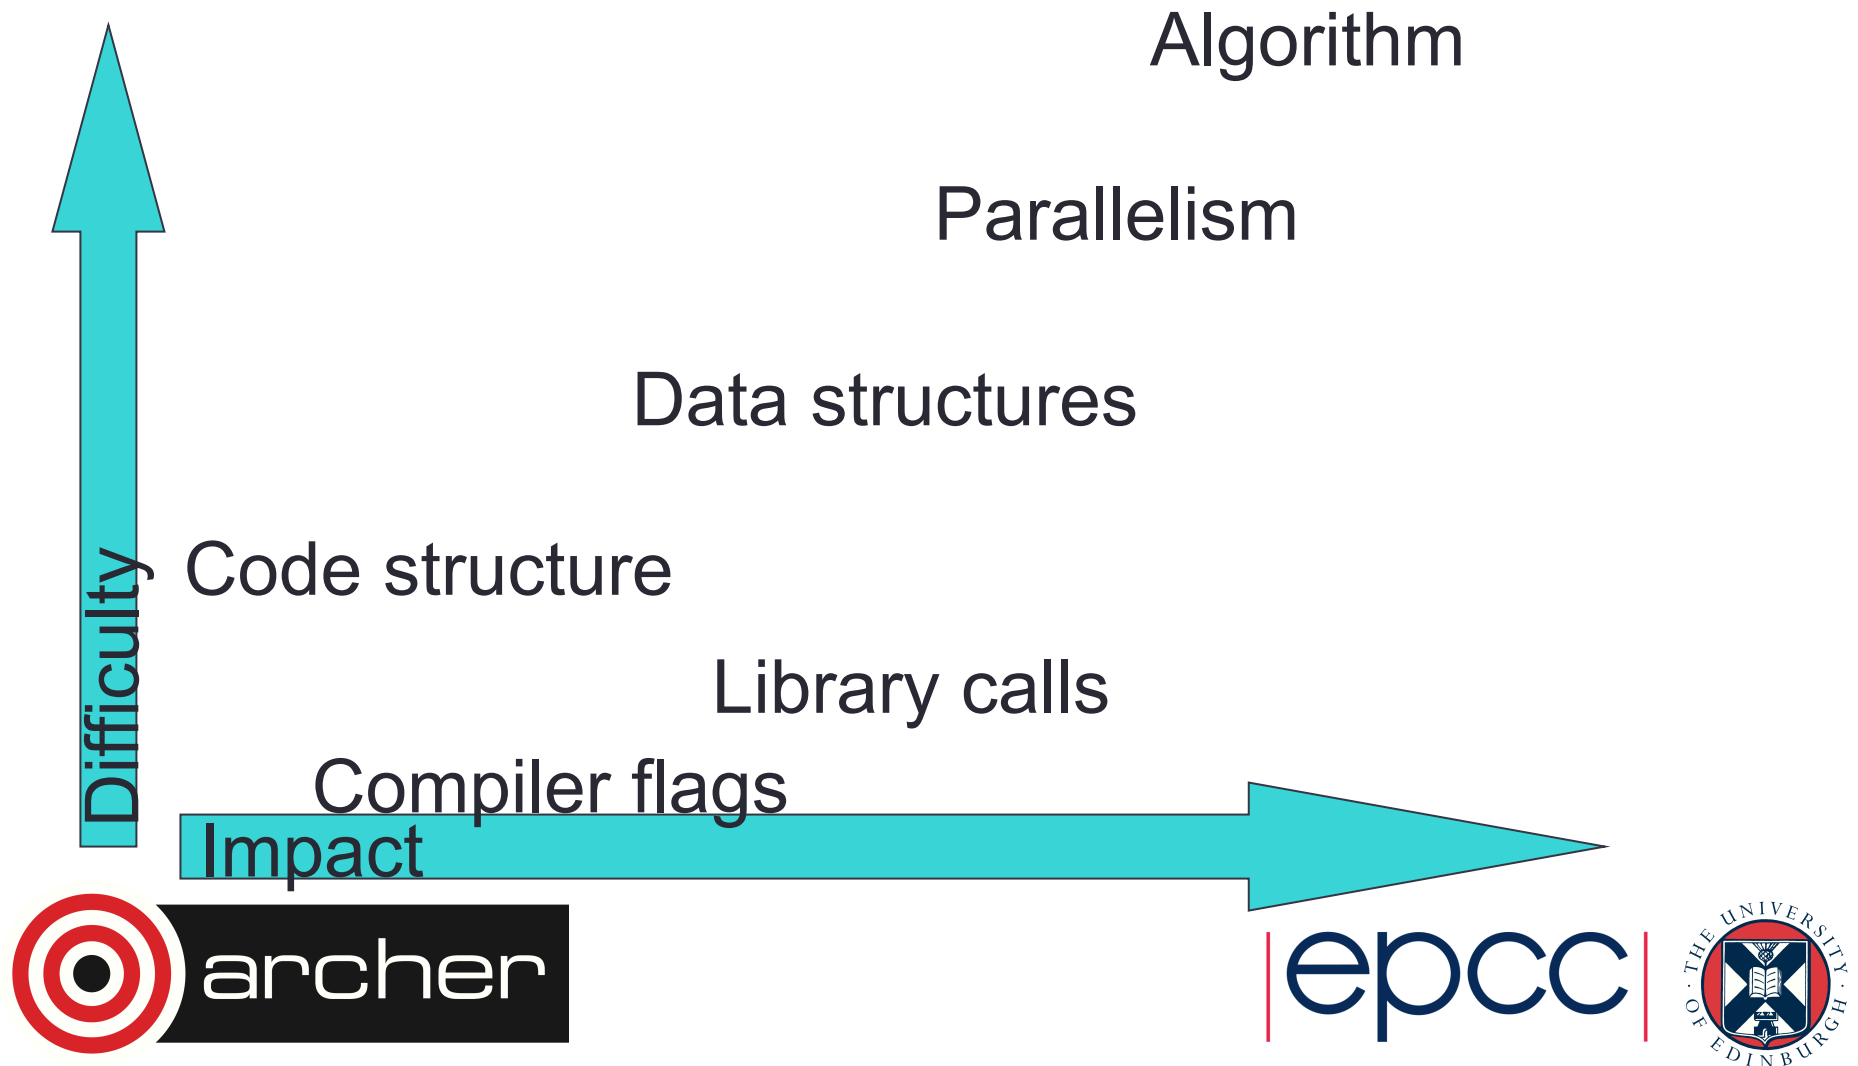 Algorithm
Parallelism
Data structures
Code structure
Difficulty
Library calls
Compiler flags
Impact
archer
epcc
THE UNIVERSITY OF EDINBURGH